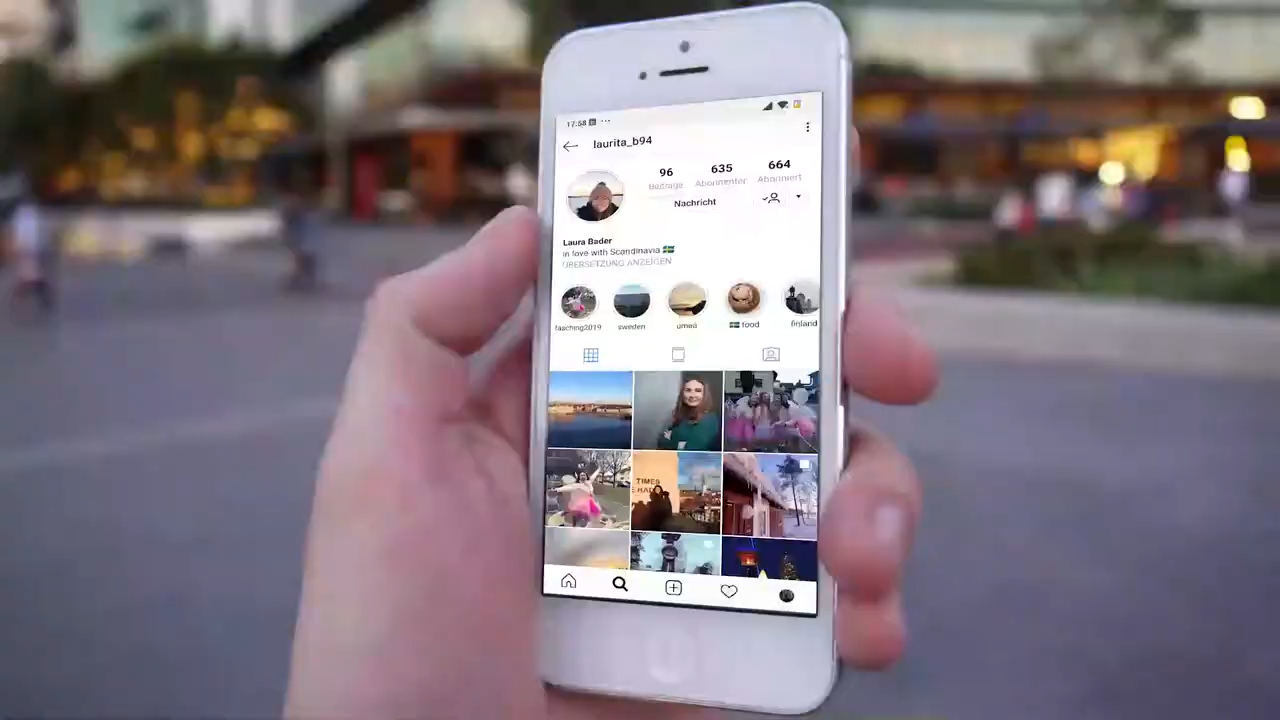 17:58
laurita_b94
96 635 664
Beiträge Abonnenten Abonniert
Nachricht
Laura Bader
in love with Scandinavia 🇸🇪
ÜBERSETZUNG ANZEIGEN
fasching2019 sweden umeå 🇸🇪 food finland
TIMES